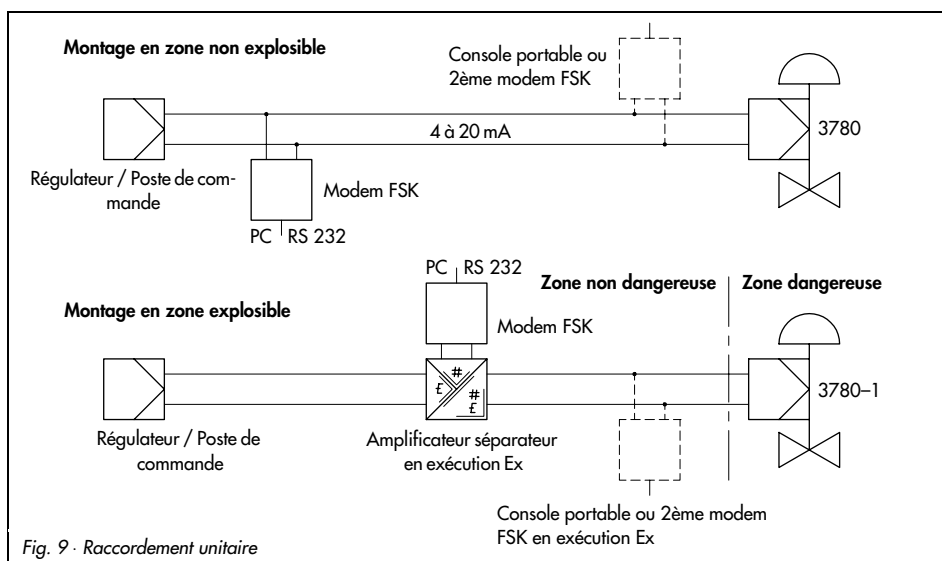 Montage en zone non explosible
Console portable ou
2ème modem FSK
4 à 20 mA
3780
Régulateur / Poste de com-
mande
Modem FSK
PC RS 232
PC RS 232
Zone non dangereuse
Zone dangereuse
Montage en zone explosible
Modem FSK
#
£
#
£
3780–1
Régulateur / Poste de
commande
Amplificateur séparateur
en exécution Ex
Console portable ou 2ème modem
FSK en exécution Ex
Fig. 9 · Raccordement unitaire